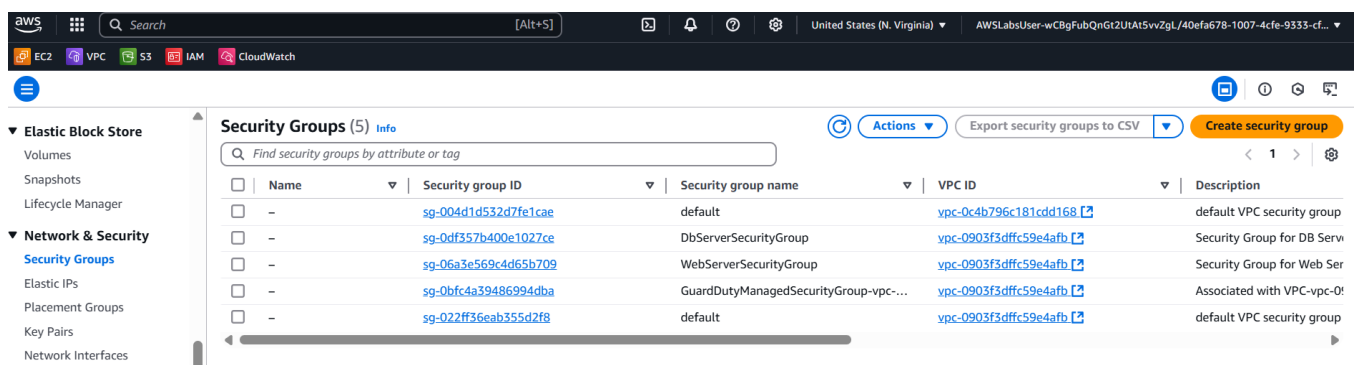 aws Search [Alt+S] United States (N. Virginia) AWSLabsUser-wCBgFubQnGt2UtAt5vvZgL/40efa678-1007-4cfe-9333-cf...
EC2 VPC S3 IAM CloudWatch
Elastic Block Store
Volumes
Snapshots
Lifecycle Manager
Network & Security
Security Groups
Elastic IPs
Placement Groups
Key Pairs
Network Interfaces
Security Groups (5) Info Actions Export security groups to CSV Create security group
Find security groups by attribute or tag 1
Name Security group ID Security group name VPC ID Description
– sg-004d1d532d7fe1cae default vpc-0c4b796c181cdd168 default VPC security group
– sg-0df357b400e1027ce DbServerSecurityGroup vpc-0903f3dffc59e4afb Security Group for DB Serv
– sg-06a3e569c4d65b709 WebServerSecurityGroup vpc-0903f3dffc59e4afb Security Group for Web Ser
– sg-0bfc4a39486994dba GuardDutyManagedSecurityGroup-vpc-... vpc-0903f3dffc59e4afb Associated with VPC-vpc-09
– sg-022ff36eab355d2f8 default vpc-0903f3dffc59e4afb default VPC security group